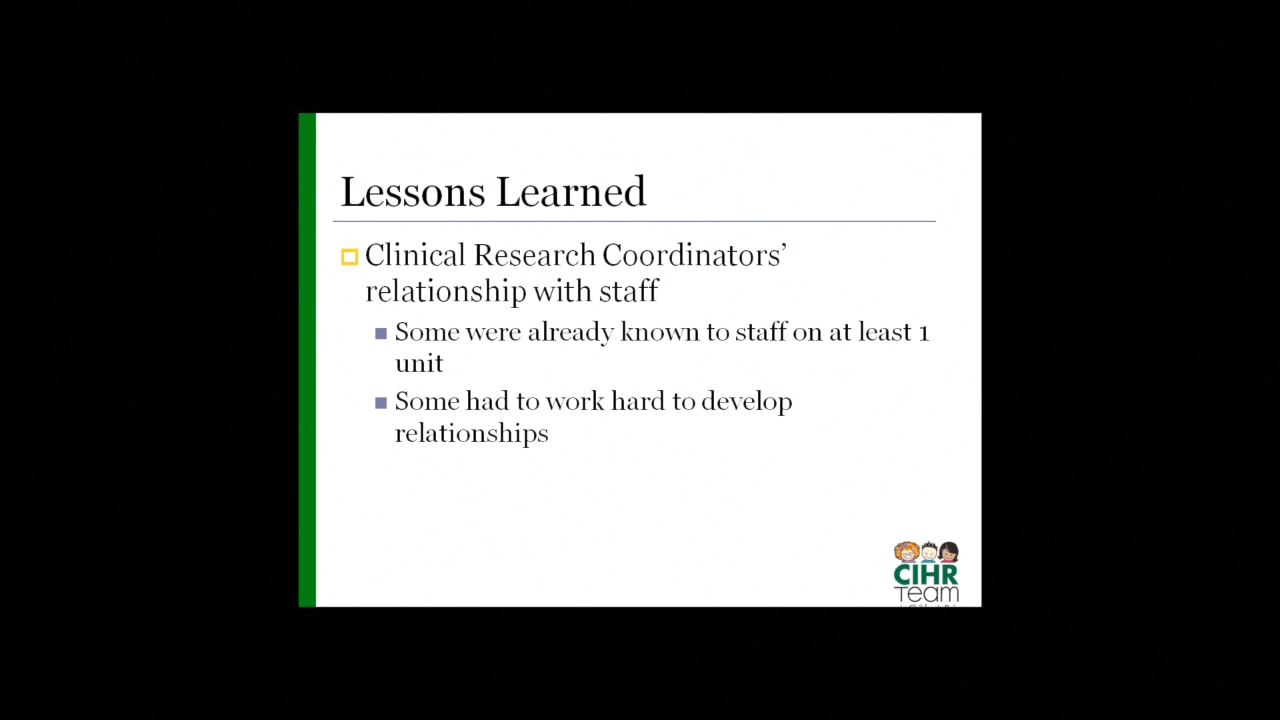 Lessons Learned
Clinical Research Coordinators’
relationship with staff
Some were already known to staff on at least 1
unit
Some had to work hard to develop
relationships
CIHR
Team